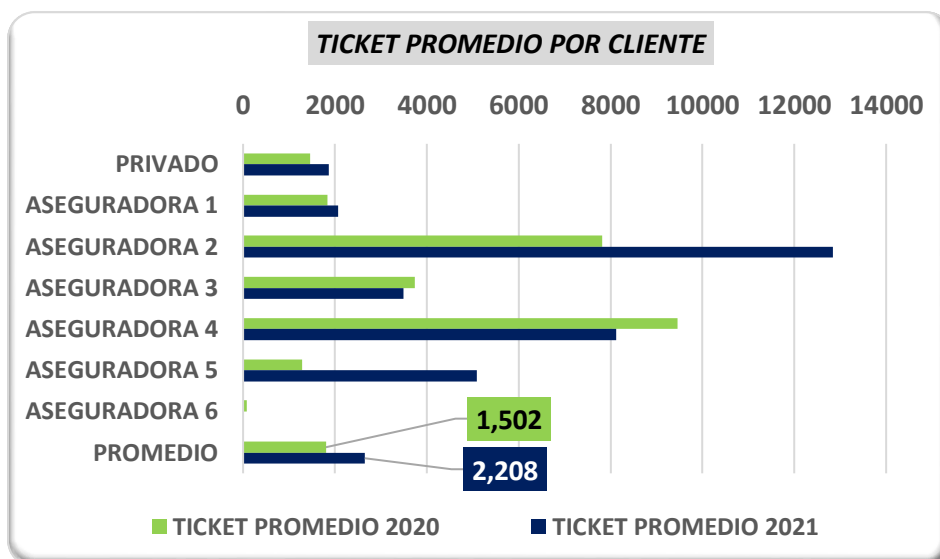 TICKET PROMEDIO POR CLIENTE
0 2000 4000 6000 8000 10000 12000 14000
PRIVADO
ASEGURADORA 1
ASEGURADORA 2
ASEGURADORA 3
ASEGURADORA 4
ASEGURADORA 5
ASEGURADORA 6
1,502
PROMEDIO
2,208
TICKET PROMEDIO 2020 TICKET PROMEDIO 2021